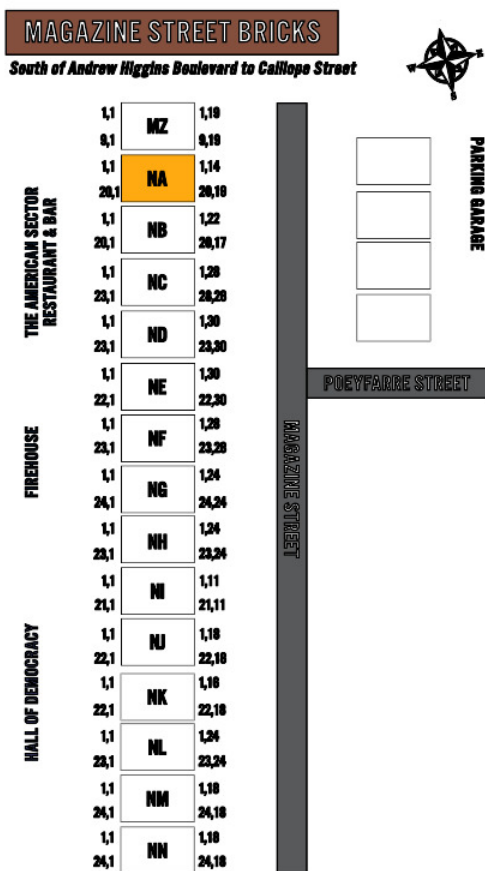 MAGAZINE STREET BRICKS
South of Andrew Higgins Boulevard to Calliope Street
1,1 MZ 1,19
9,1 9,19
1,1 NA 1,14
20,1 20,19
1,1 NB 1,22
20,1 20,17
1,1 NC 1,28
23,1 28,28
1,1 ND 1,30
23,1 23,30
1,1 NE 1,30
22,1 22,30
1,1 NF 1,28
23,1 23,28
1,1 NG 1,24
24,1 24,24
1,1 NH 1,24
23,1 23,24
1,1 NI 1,11
21,1 21,11
1,1 NJ 1,18
22,1 22,18
1,1 NK 1,16
22,1 22,18
1,1 NL 1,24
23,1 23,24
1,1 NM 1,18
24,1 24,18
1,1 NN 1,18
24,1 24,18
THE AMERICAN SECTOR
RESTAURANT & BAR
FIREHOUSE
HALL OF DEMOCRACY
MAGAZINE STREET
POEYFARRE STREET
PARKING GARAGE